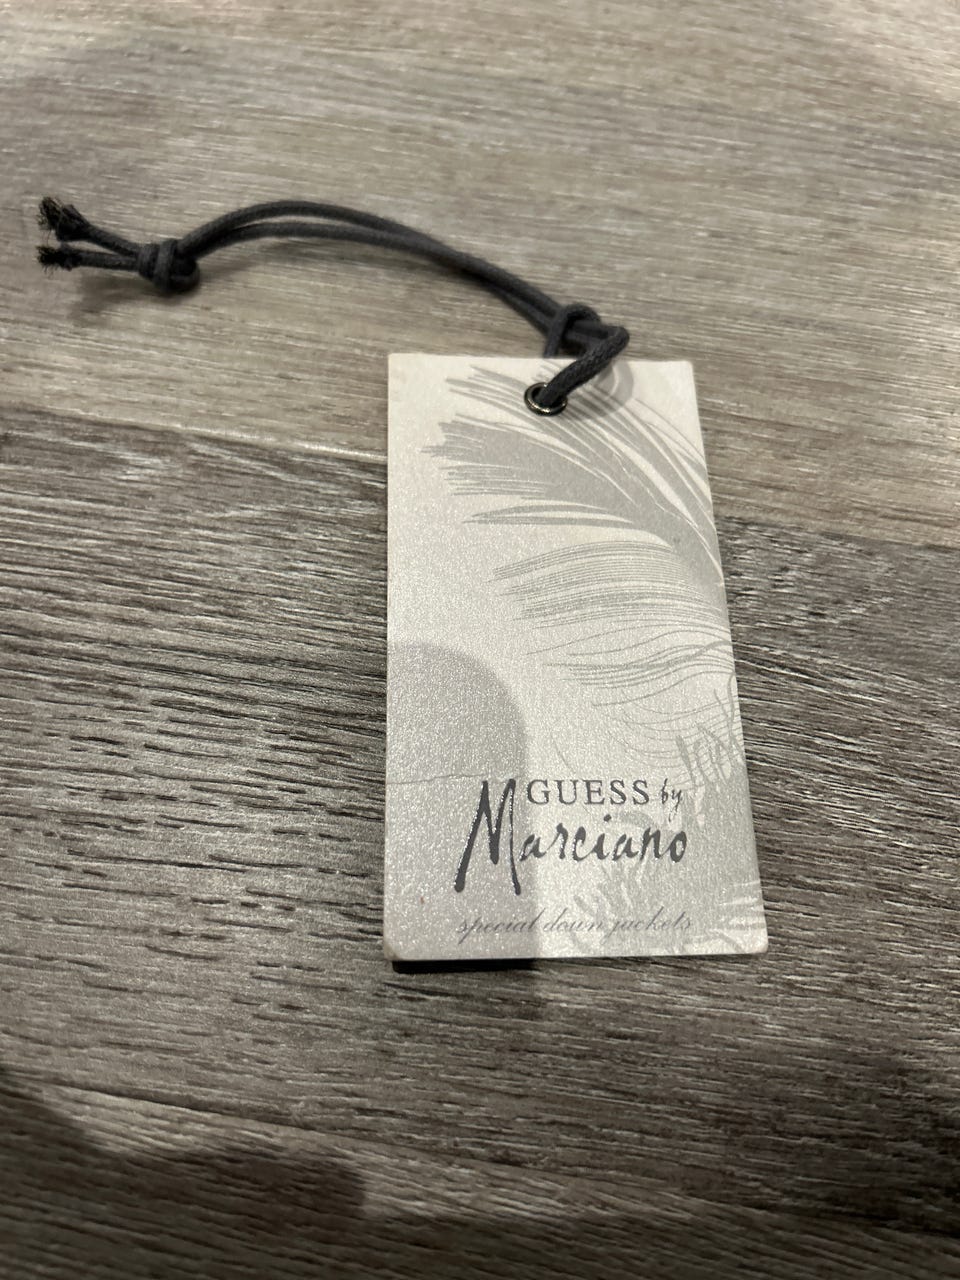 GUESS by
Marciano
special down jackets